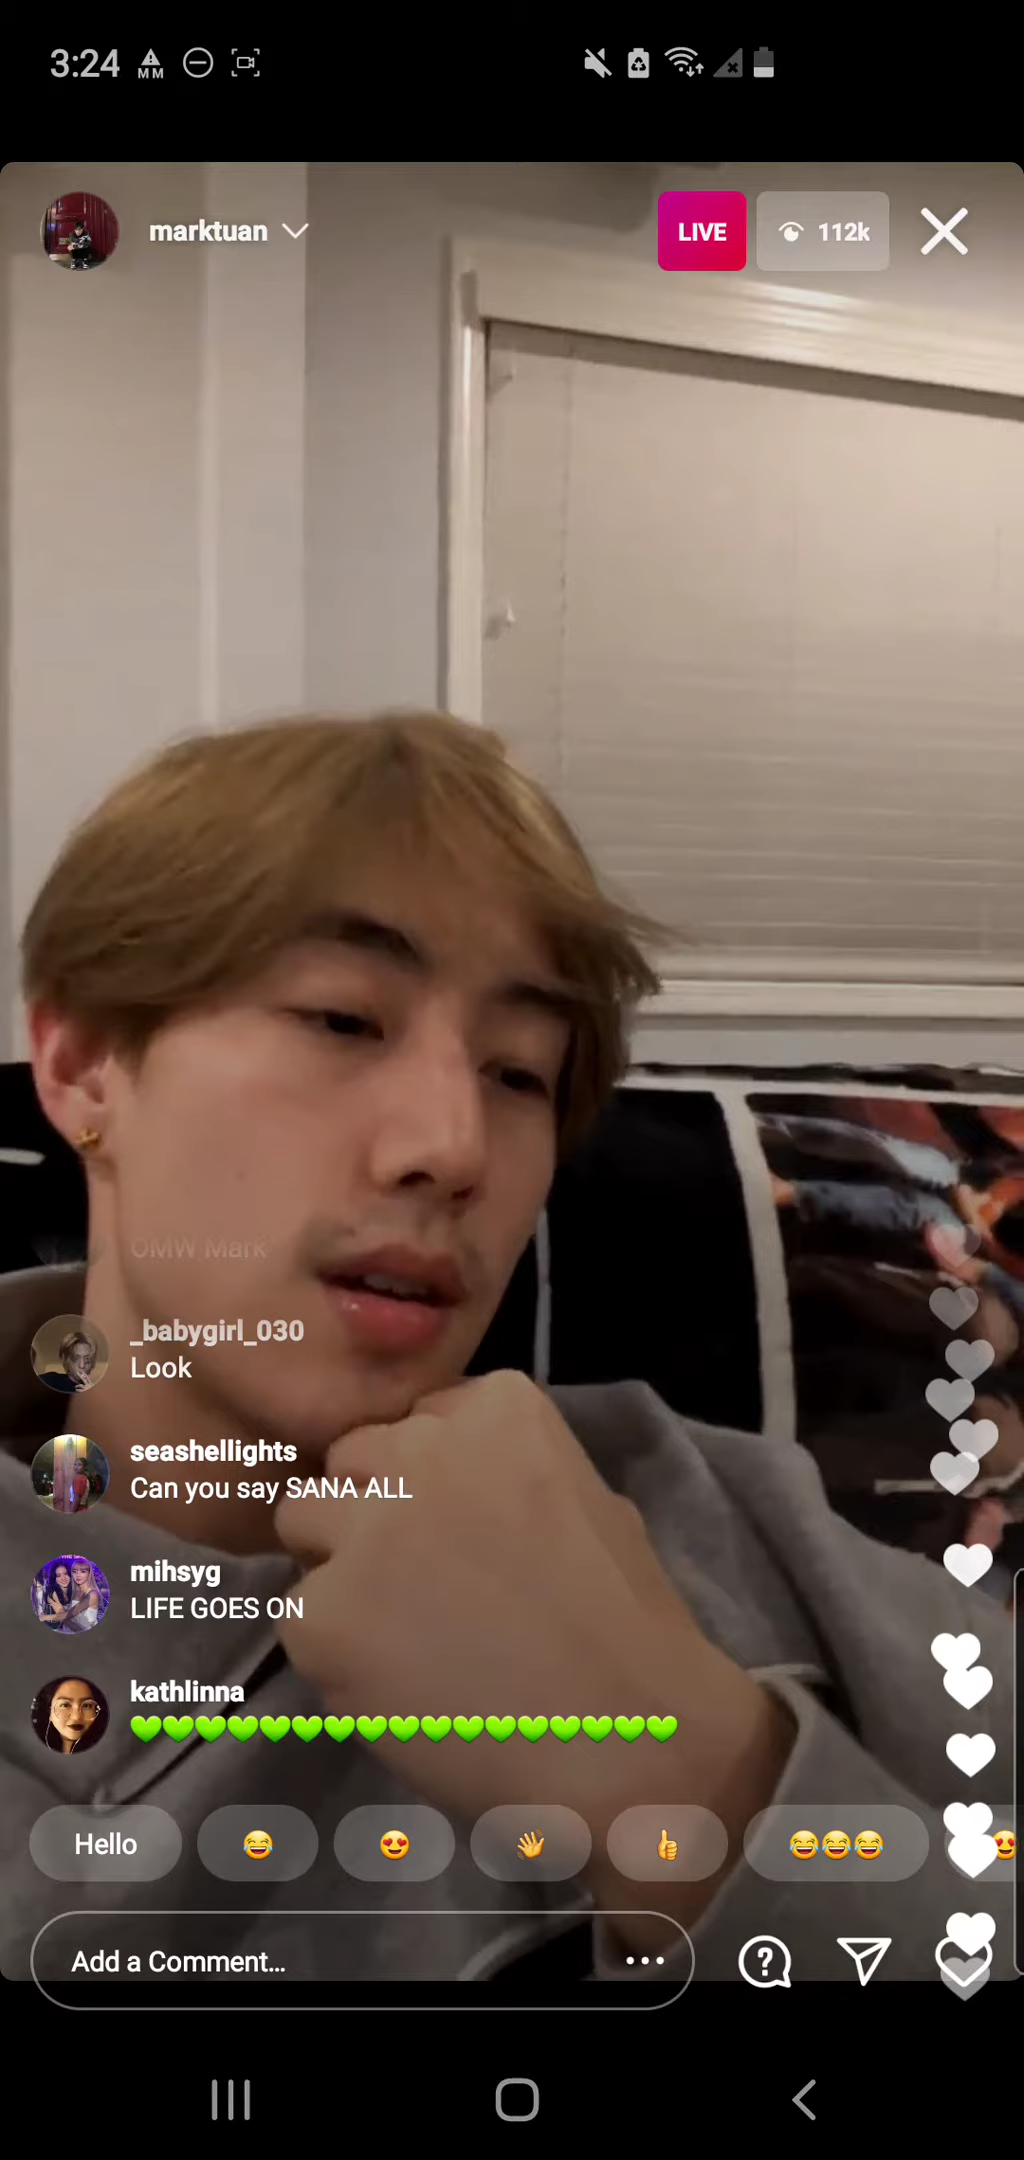 3:24
MM
marktuan
LIVE
112k
OMW Mark
_babygirl_030
Look
seashellights
Can you say SANA ALL
mihsyg
LIFE GOES ON
kathlinna
💚💚💚💚💚💚💚💚💚💚💚💚💚💚💚💚💚
Hello
😂
😍
👋
👍
😂😂😂
Add a Comment...